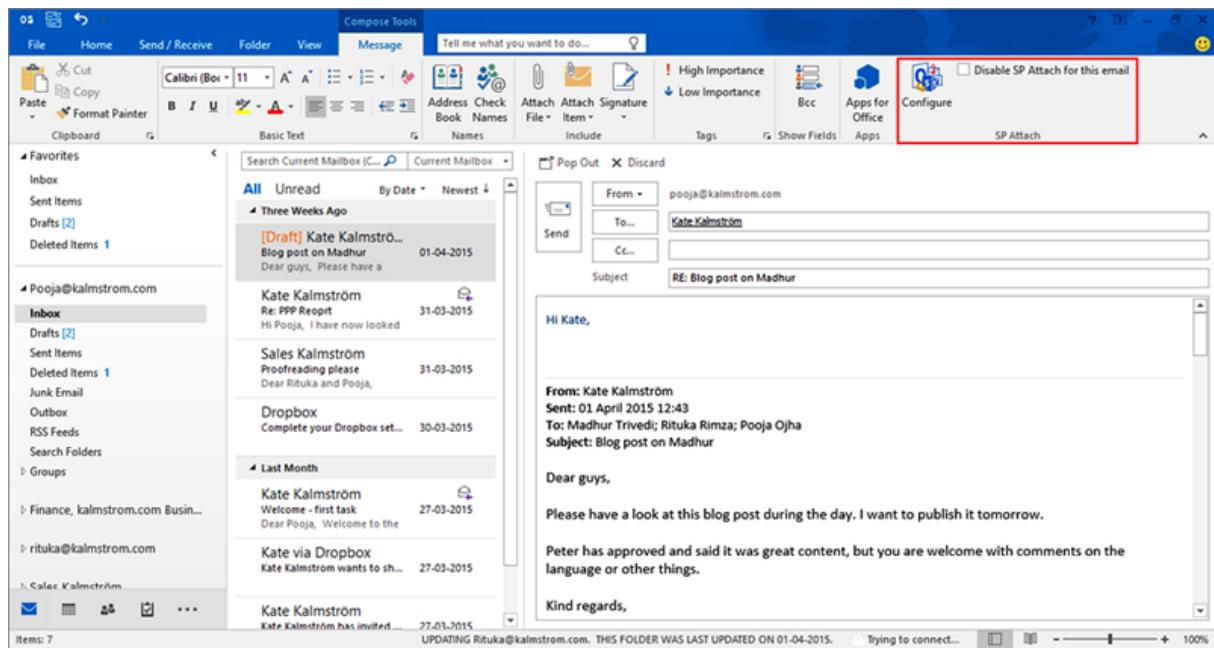 Compose Tools
File Home Send / Receive Folder View Message Tell me what you want to do...
Paste
Cut
Copy
Format Painter
Clipboard
Calibri (Boc 11
B I U
Basic Text
Address Book
Check Names
Names
Attach File
Attach Item
Signature
Include
High Importance
Low Importance
Tags
Bcc
Show Fields
Apps for Office
Apps
Configure
Disable SP Attach for this email
SP Attach
Favorites
Inbox
Sent Items
Drafts [2]
Deleted Items 1
Pooja@kalmstrom.com
Inbox
Drafts [2]
Sent Items
Deleted Items 1
Junk Email
Outbox
RSS Feeds
Search Folders
Groups
Finance, kalmstrom.com Busin...
rituka@kalmstrom.com
Sales Kalmström
Items: 7
Search Current Mailbox (C... Current Mailbox
All Unread By Date Newest
Three Weeks Ago
[Draft] Kate Kalmströ...
Blog post on Madhur 01-04-2015
Dear guys, Please have a
Kate Kalmström
Re: PPP Reoprt 31-03-2015
Hi Pooja, I have now looked
Sales Kalmström
Proofreading please 31-03-2015
Dear Rituka and Pooja,
Dropbox
Complete your Dropbox set... 30-03-2015
Last Month
Kate Kalmström
Welcome - first task 27-03-2015
Dear Pooja, Welcome to the
Kate via Dropbox
Kate Kalmstrom wants to sh... 27-03-2015
Kate Kalmström
Kate Kalmström has invited ... 27-03-2015
Pop Out Discard
Send
From pooja@kalmstrom.com
To... Kate Kalmström
Cc...
Subject RE: Blog post on Madhur
Hi Kate,
From: Kate Kalmström
Sent: 01 April 2015 12:43
To: Madhur Trivedi; Rituka Rimza; Pooja Ojha
Subject: Blog post on Madhur
Dear guys,
Please have a look at this blog post during the day. I want to publish it tomorrow.
Peter has approved and said it was great content, but you are welcome with comments on the
language or other things.
Kind regards,
UPDATING Rituka@kalmstrom.com. THIS FOLDER WAS LAST UPDATED ON 01-04-2015. Trying to connect... 100%